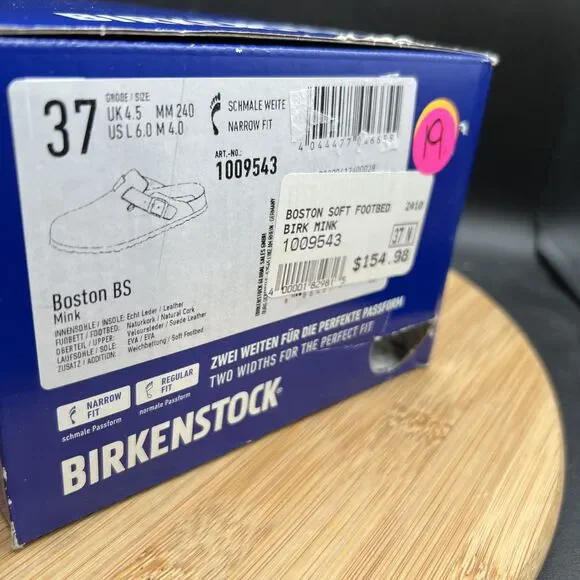 37
GRÖßE / SIZE:
UK 4.5 MM 240
US L 6.0 M 4.0
SCHMALE WEITE
NARROW FIT
ART.-NO.:
1009543
19
Boston BS
Mink
INNENSOHLE / INSOLE: Echt Leder / Leather
FUßBETT / FOOTBED: Naturkork / Natural Cork
OBERTEIL / UPPER: Veloursleder / Suede Leather
LAUFSOHLE / SOLE: EVA / EVA
ZUSATZ / ADDITION: Weichbettung / Soft Footbed
BOSTON SOFT FOOTBED 2410
BIRK MINK
1009543 37 N
$154.98
NARROW FIT
schmale Passform
REGULAR FIT
normale Passform
ZWEI WEITEN FÜR DIE PERFEKTE PASSFORM
TWO WIDTHS FOR THE PERFECT FIT
BIRKENSTOCK